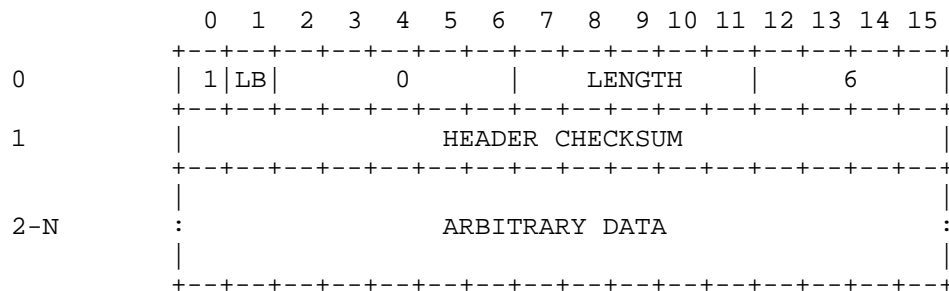 0  1  2  3  4  5  6  7  8  9 10 11 12 13 14 15
             +--+--+--+--+--+--+--+--+--+--+--+--+--+--+--+--+
0            | 1|LB|       0      |    LENGTH    |     6     |
             +--+--+--+--+--+--+--+--+--+--+--+--+--+--+--+--+
1            |                HEADER CHECKSUM                |
             +--+--+--+--+--+--+--+--+--+--+--+--+--+--+--+--+
             |                                               |
2-N          :                ARBITRARY DATA                 :
             |                                               |
             +--+--+--+--+--+--+--+--+--+--+--+--+--+--+--+--+